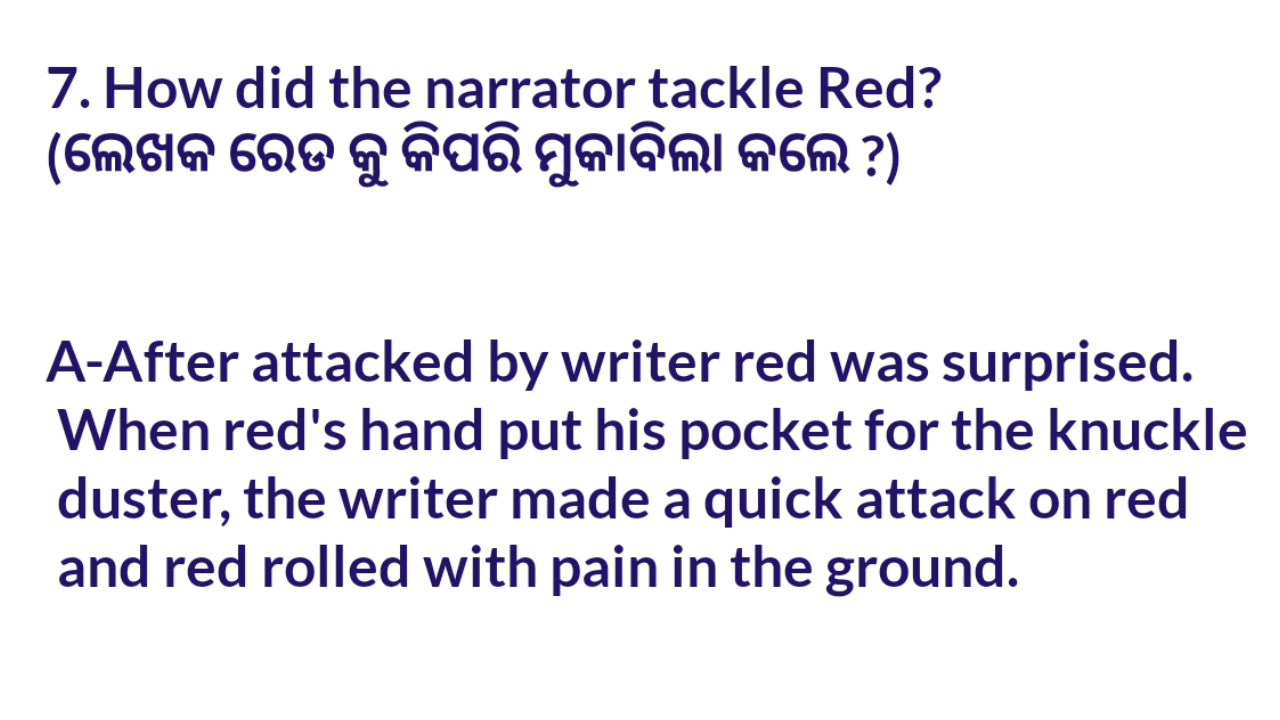 7. How did the narrator tackle Red?
(ଲେଖକ ରେଡ କୁ କିପରି ମୁକାବିଲା କଲେ ?)
A-After attacked by writer red was surprised.
When red's hand put his pocket for the knuckle
duster, the writer made a quick attack on red
and red rolled with pain in the ground.